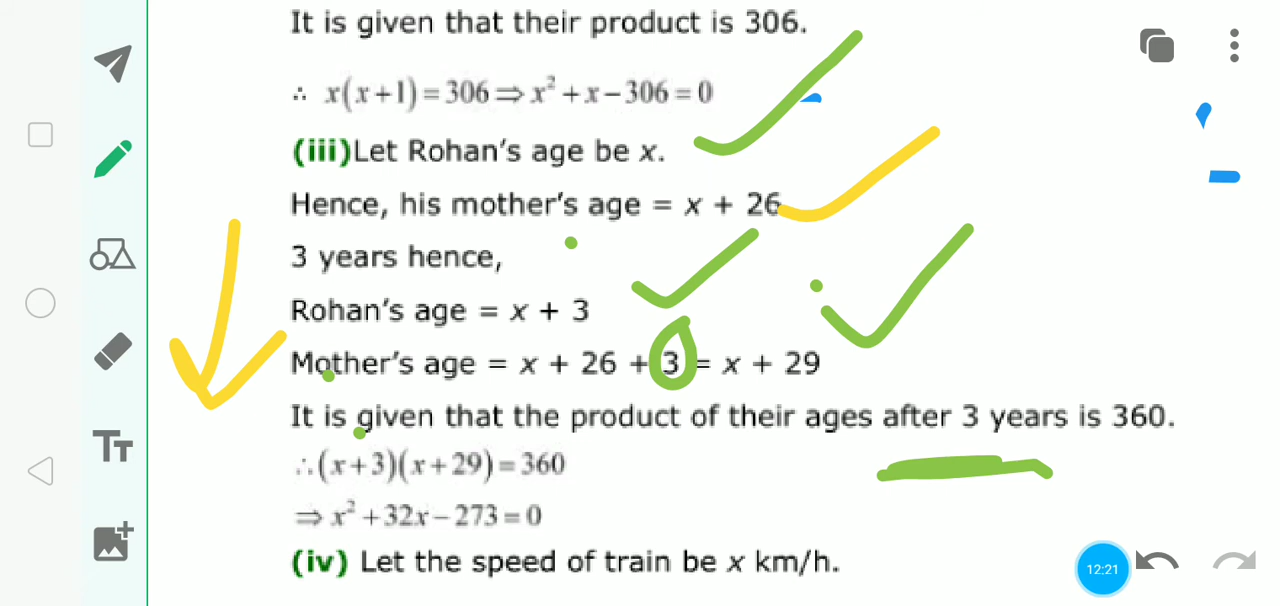 It is given that their product is 306.
∴ x(x+1)=306⇒x²+x−306=0
(iii)Let Rohan's age be x.
Hence, his mother's age = x + 26
3 years hence,
Rohan's age = x + 3
Mother's age = x + 26 + 3 = x + 29
It is given that the product of their ages after 3 years is 360.
∴(x+3)(x+29)=360
⇒x²+32x−273=0
(iv) Let the speed of train be x km/h.
TT
12:21